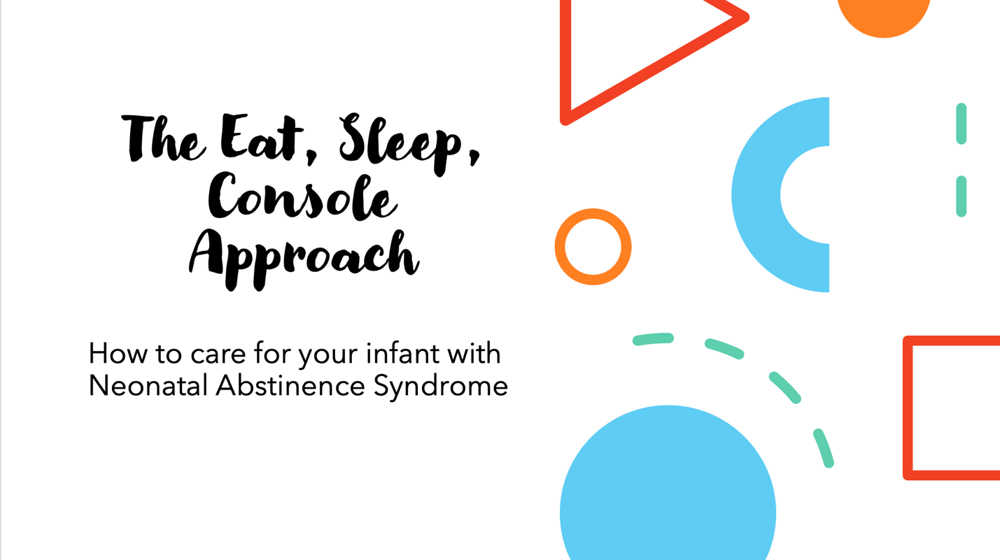 The Eat, Sleep,
Console
Approach
How to care for your infant with
Neonatal Abstinence Syndrome